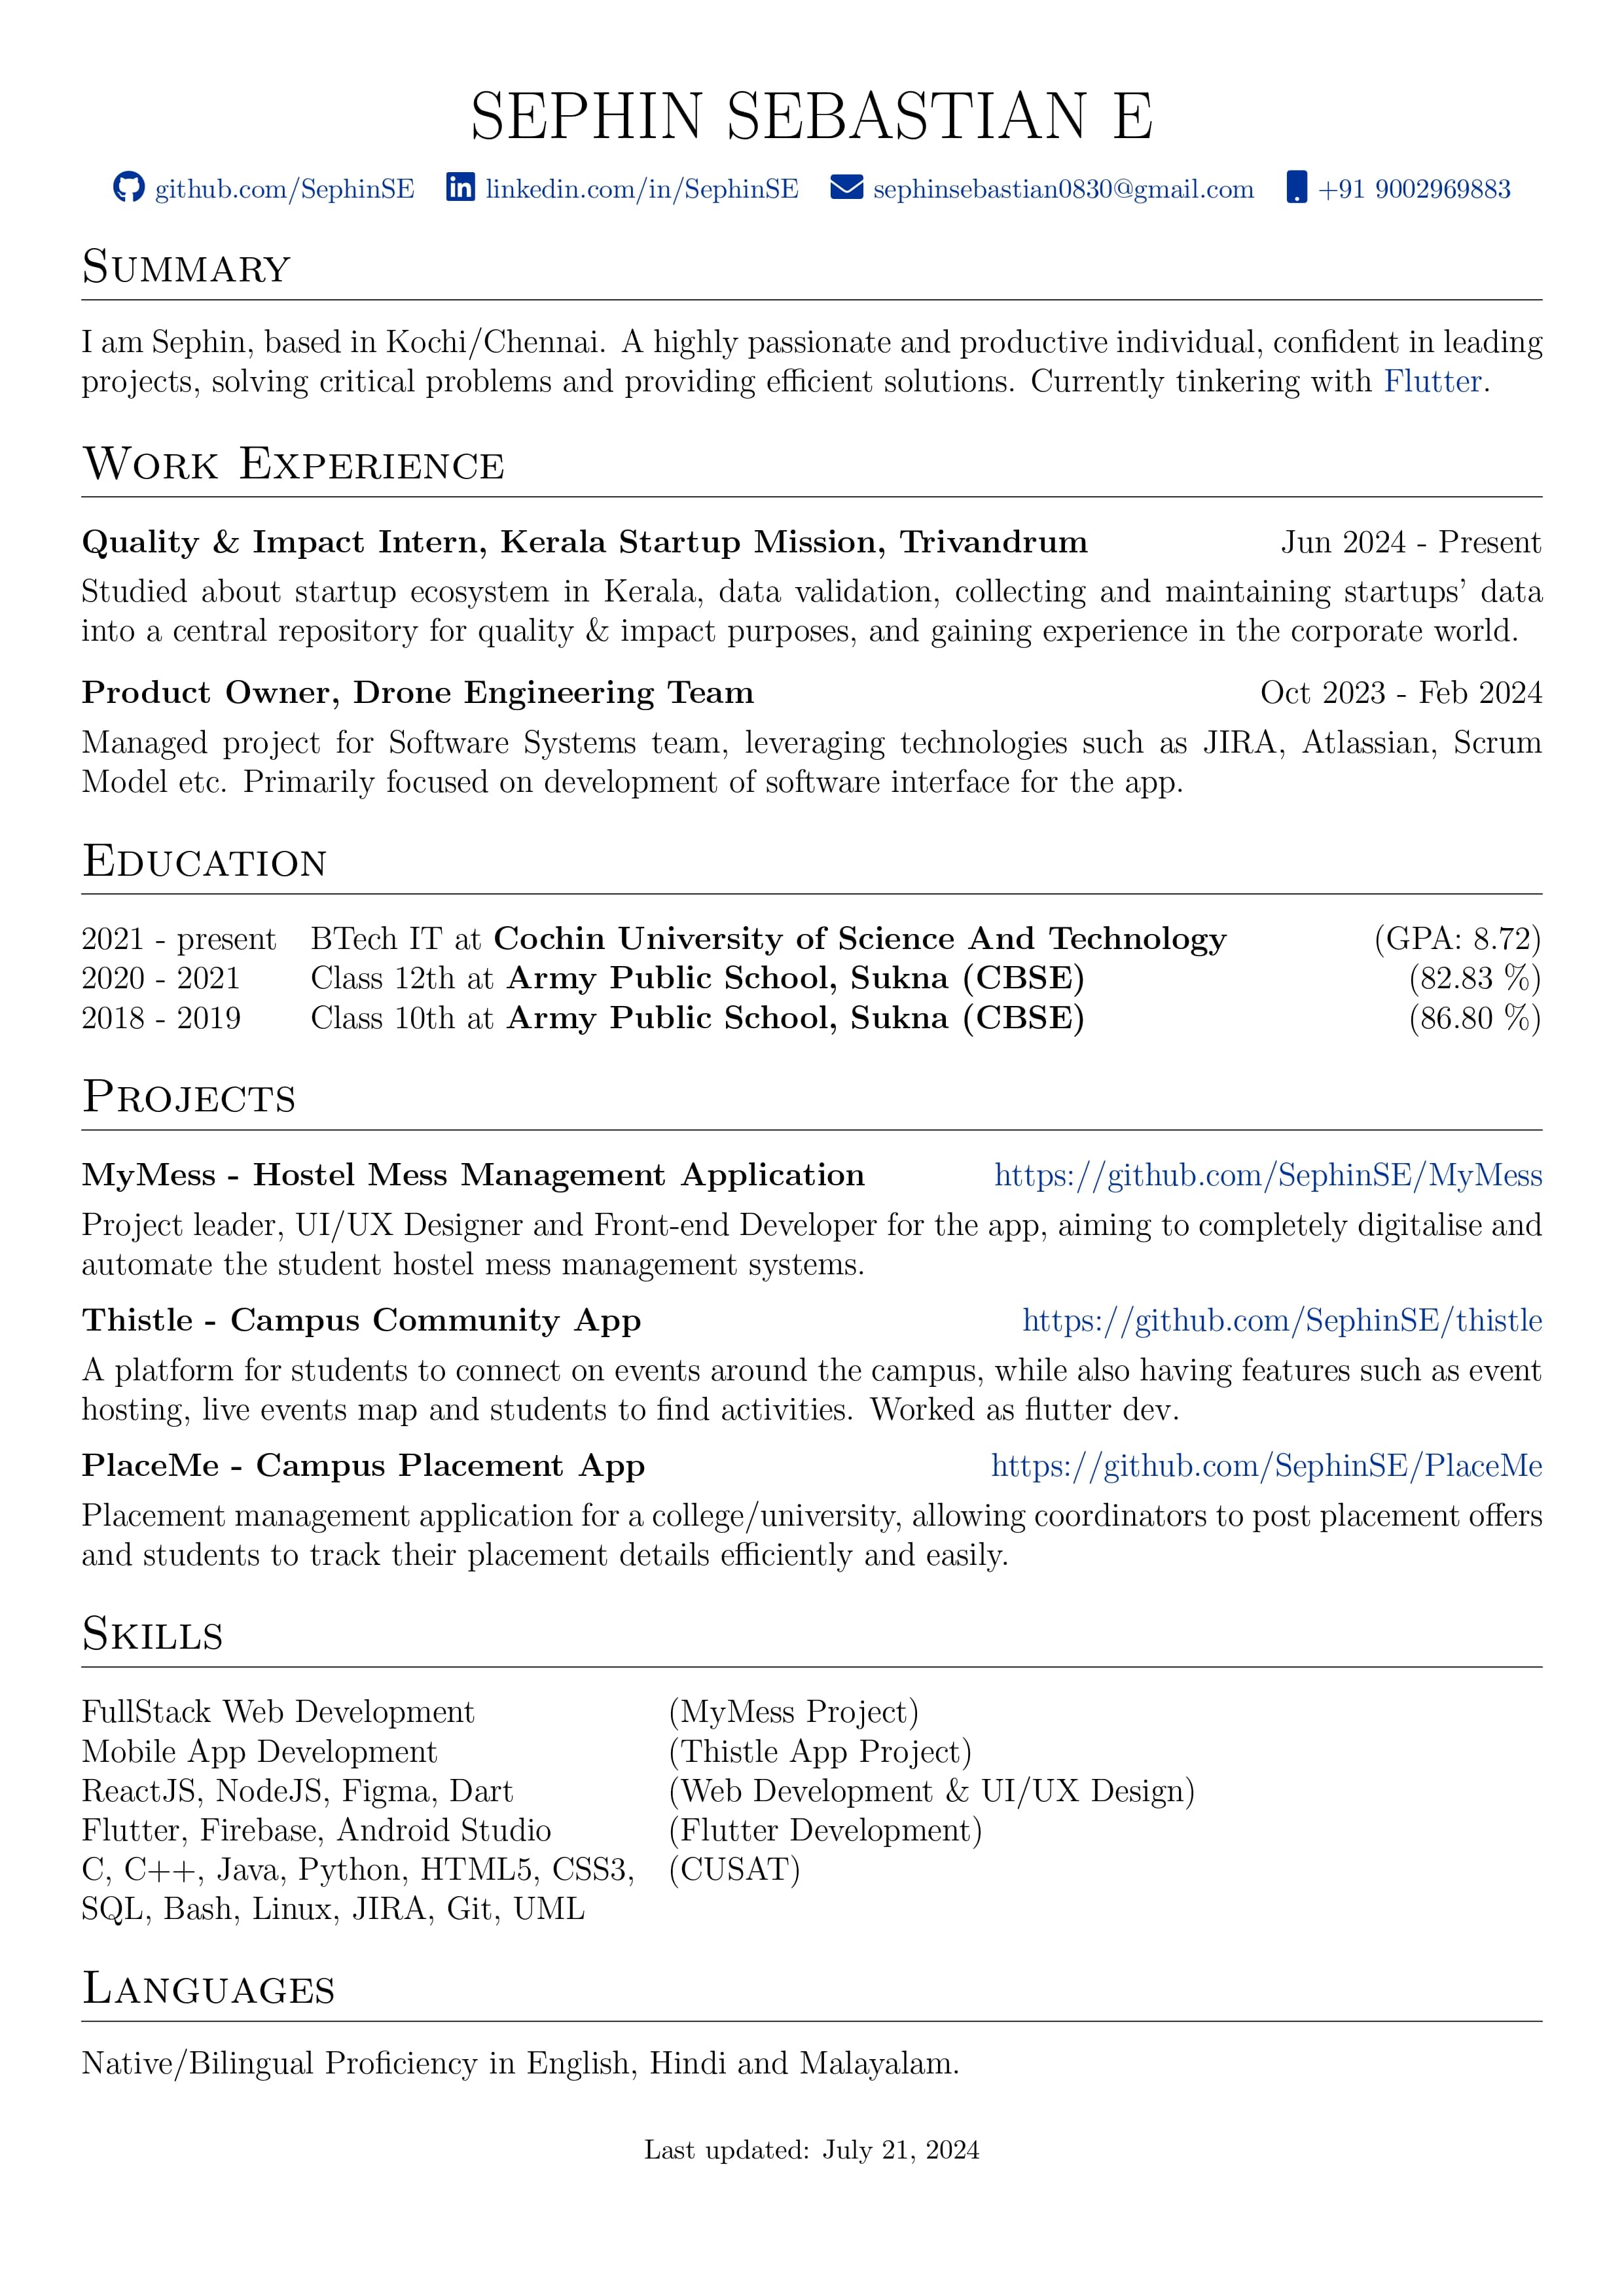 SEPHIN SEBASTIAN E
github.com/SephinSE linkedin.com/in/SephinSE sephinsebastian0830@gmail.com +91 9002969883
Summary
I am Sephin, based in Kochi/Chennai. A highly passionate and productive individual, confident in leading
projects, solving critical problems and providing efficient solutions. Currently tinkering with Flutter.
Work Experience
Quality & Impact Intern, Kerala Startup Mission, Trivandrum Jun 2024 - Present
Studied about startup ecosystem in Kerala, data validation, collecting and maintaining startups' data
into a central repository for quality & impact purposes, and gaining experience in the corporate world.
Product Owner, Drone Engineering Team Oct 2023 - Feb 2024
Managed project for Software Systems team, leveraging technologies such as JIRA, Atlassian, Scrum
Model etc. Primarily focused on development of software interface for the app.
Education
2021 - present BTech IT at Cochin University of Science And Technology (GPA: 8.72)
2020 - 2021 Class 12th at Army Public School, Sukna (CBSE) (82.83 %)
2018 - 2019 Class 10th at Army Public School, Sukna (CBSE) (86.80 %)
Projects
MyMess - Hostel Mess Management Application https://github.com/SephinSE/MyMess
Project leader, UI/UX Designer and Front-end Developer for the app, aiming to completely digitalise and
automate the student hostel mess management systems.
Thistle - Campus Community App https://github.com/SephinSE/thistle
A platform for students to connect on events around the campus, while also having features such as event
hosting, live events map and students to find activities. Worked as flutter dev.
PlaceMe - Campus Placement App https://github.com/SephinSE/PlaceMe
Placement management application for a college/university, allowing coordinators to post placement offers
and students to track their placement details efficiently and easily.
Skills
FullStack Web Development (MyMess Project)
Mobile App Development (Thistle App Project)
ReactJS, NodeJS, Figma, Dart (Web Development & UI/UX Design)
Flutter, Firebase, Android Studio (Flutter Development)
C, C++, Java, Python, HTML5, CSS3, (CUSAT)
SQL, Bash, Linux, JIRA, Git, UML
Languages
Native/Bilingual Proficiency in English, Hindi and Malayalam.
Last updated: July 21, 2024